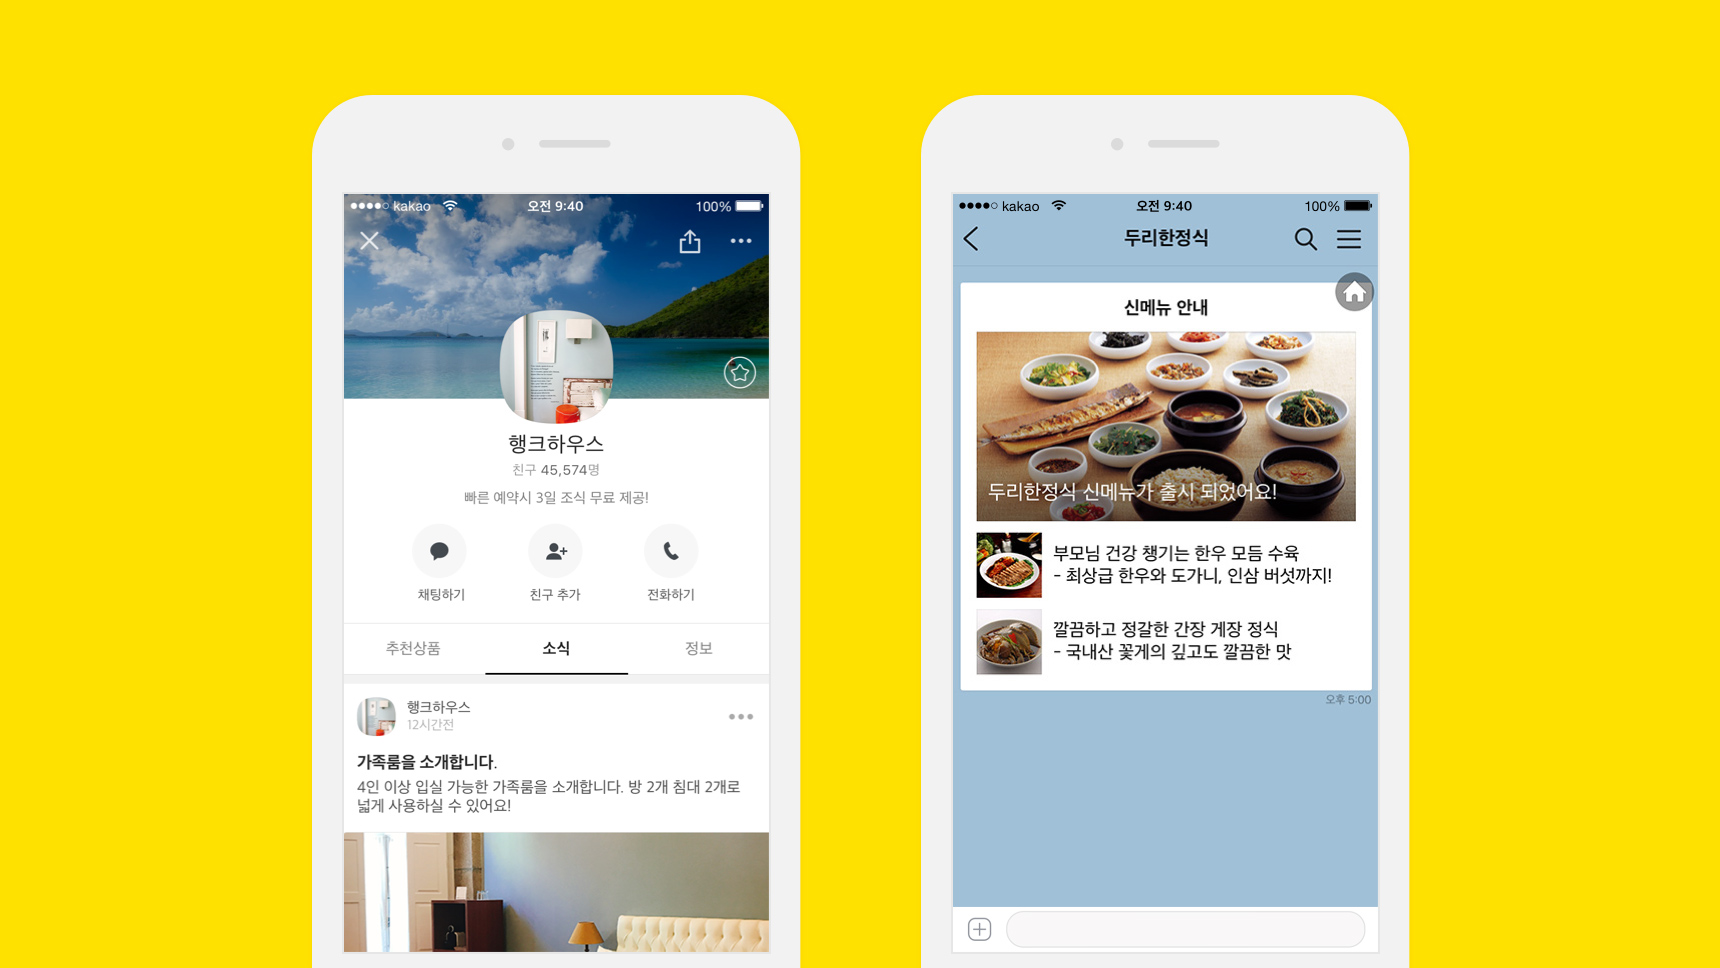 kakao 오전 9:40 100%
행크하우스
친구 45,574명
빠른 예약시 3일 조식 무료 제공!
채팅하기 친구 추가 전화하기
추천상품 소식 정보
행크하우스
12시간전
가족룸을 소개합니다.
4인 이상 입실 가능한 가족룸을 소개합니다. 방 2개 침대 2개로
넓게 사용하실 수 있어요!
kakao 오전 9:40 100%
두리한정식
신메뉴 안내
두리한정식 신메뉴가 출시 되었어요!
부모님 건강 챙기는 한우 모듬 수육
- 최상급 한우와 도가니, 인삼 버섯까지!
깔끔하고 정갈한 간장 게장 정식
- 국내산 꽃게의 깊고도 깔끔한 맛
오후 5:00